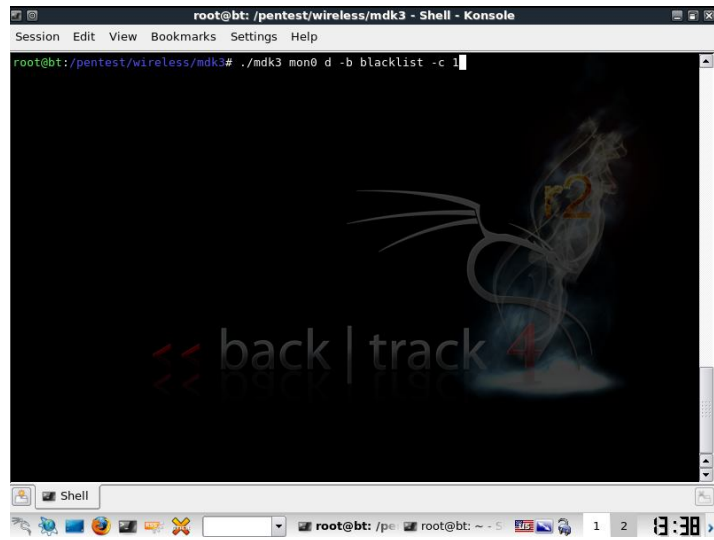 root@bt: /pentest/wireless/mdk3 - Shell - Konsole
Session Edit View Bookmarks Settings Help
root@bt:/pentest/wireless/mdk3# ./mdk3 mon0 d -b blacklist -c 1
r2
<< back | track 4
Shell
root@bt: /pe root@bt: ~ - S US 1 2 13:38